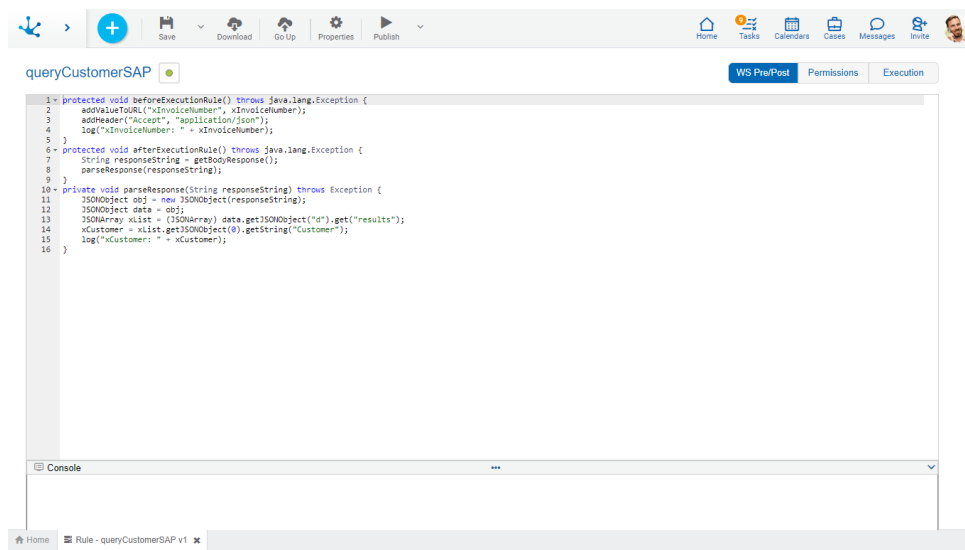 Save
Download
Go Up
Properties
Publish
Home
9
Tasks
Calendars
Cases
Messages
Invite
queryCustomerSAP
WS Pre/Post
Permissions
Execution
1 protected void beforeExecutionRule() throws java.lang.Exception {
2 addValueToURL("xInvoiceNumber", xInvoiceNumber);
3 addHeader("Accept", "application/json");
4 log("xInvoiceNumber: " + xInvoiceNumber);
5 }
6 protected void afterExecutionRule() throws java.lang.Exception {
7 String responseString = getBodyResponse();
8 parseResponse(responseString);
9 }
10 private void parseResponse(String responseString) throws Exception {
11 JSONObject obj = new JSONObject(responseString);
12 JSONObject data = obj;
13 JSONArray xList = (JSONArray) data.getJSONObject("d").get("results");
14 xCustomer = xList.getJSONObject(0).getString("Customer");
15 log("xCustomer: " + xCustomer);
16 }
Console
Home
Rule - queryCustomerSAP v1